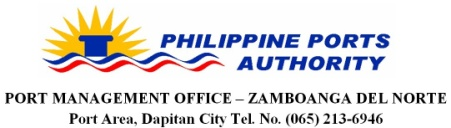 PHILIPPINE PORTS
AUTHORITY
PORT MANAGEMENT OFFICE – ZAMBOANGA DEL NORTE
Port Area, Dapitan City Tel. No. (065) 213-6946